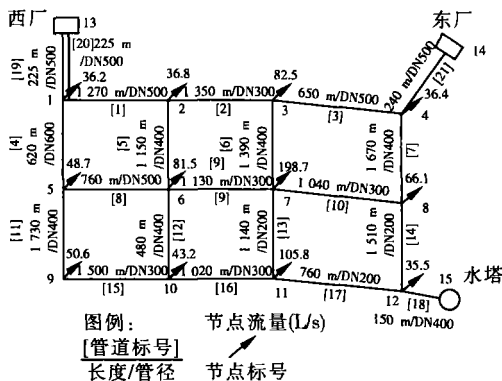 西厂
东厂
13
14
[20]225 m
/DN500
[19]
225 m
/DN500
240 m/DN500
[21]
36.2
36.8
82.5
36.4
1
270 m/DN500
2
350 m/DN300
3
650 m/DN500
4
[1]
[2]
[3]
[4]
620 m
/DN600
[5]
1 150 m
/DN400
[6]
1 390 m
/DN400
1 670 m
/DN400
[7]
48.7
81.5
[9]
198.7
66.1
5
760 m/DN500
6
1 130 m/DN300
7
1 040 m/DN300
8
[8]
[9]
[10]
[11]
1 730 m
/DN400
480 m
/DN400
[12]
1 140 m
/DN200
[13]
1 510 m
/DN200
[14]
50.6
43.2
105.8
35.5
15
水塔
9
500 m/DN300
10
1 020 m/DN300
11
760 m/DN200
12
[18]
[15]
[16]
[17]
150 m/DN400
图例:
节点流量(L/s)
[管道标号]
长度/管径
节点标号